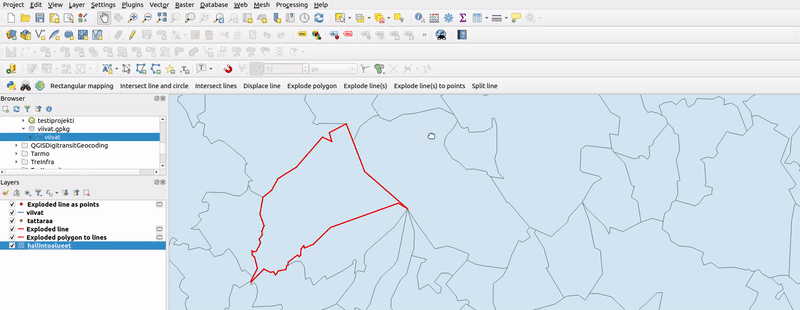 Project Edit View Layer Settings Plugins Vector Raster Database Web Mesh Processing Help
12 px
Rectangular mapping Intersect line and circle Intersect lines Displace line Explode polygon Explode line(s) Explode line(s) to points Split line
Browser
testiprojekti
viivat.gpkg
viivat
QGISDigitransitGeocoding
Tarmo
TreInfra
Layers
Exploded line as points
viivat
tattaraa
Exploded line
Exploded polygon to lines
hallintoalueet